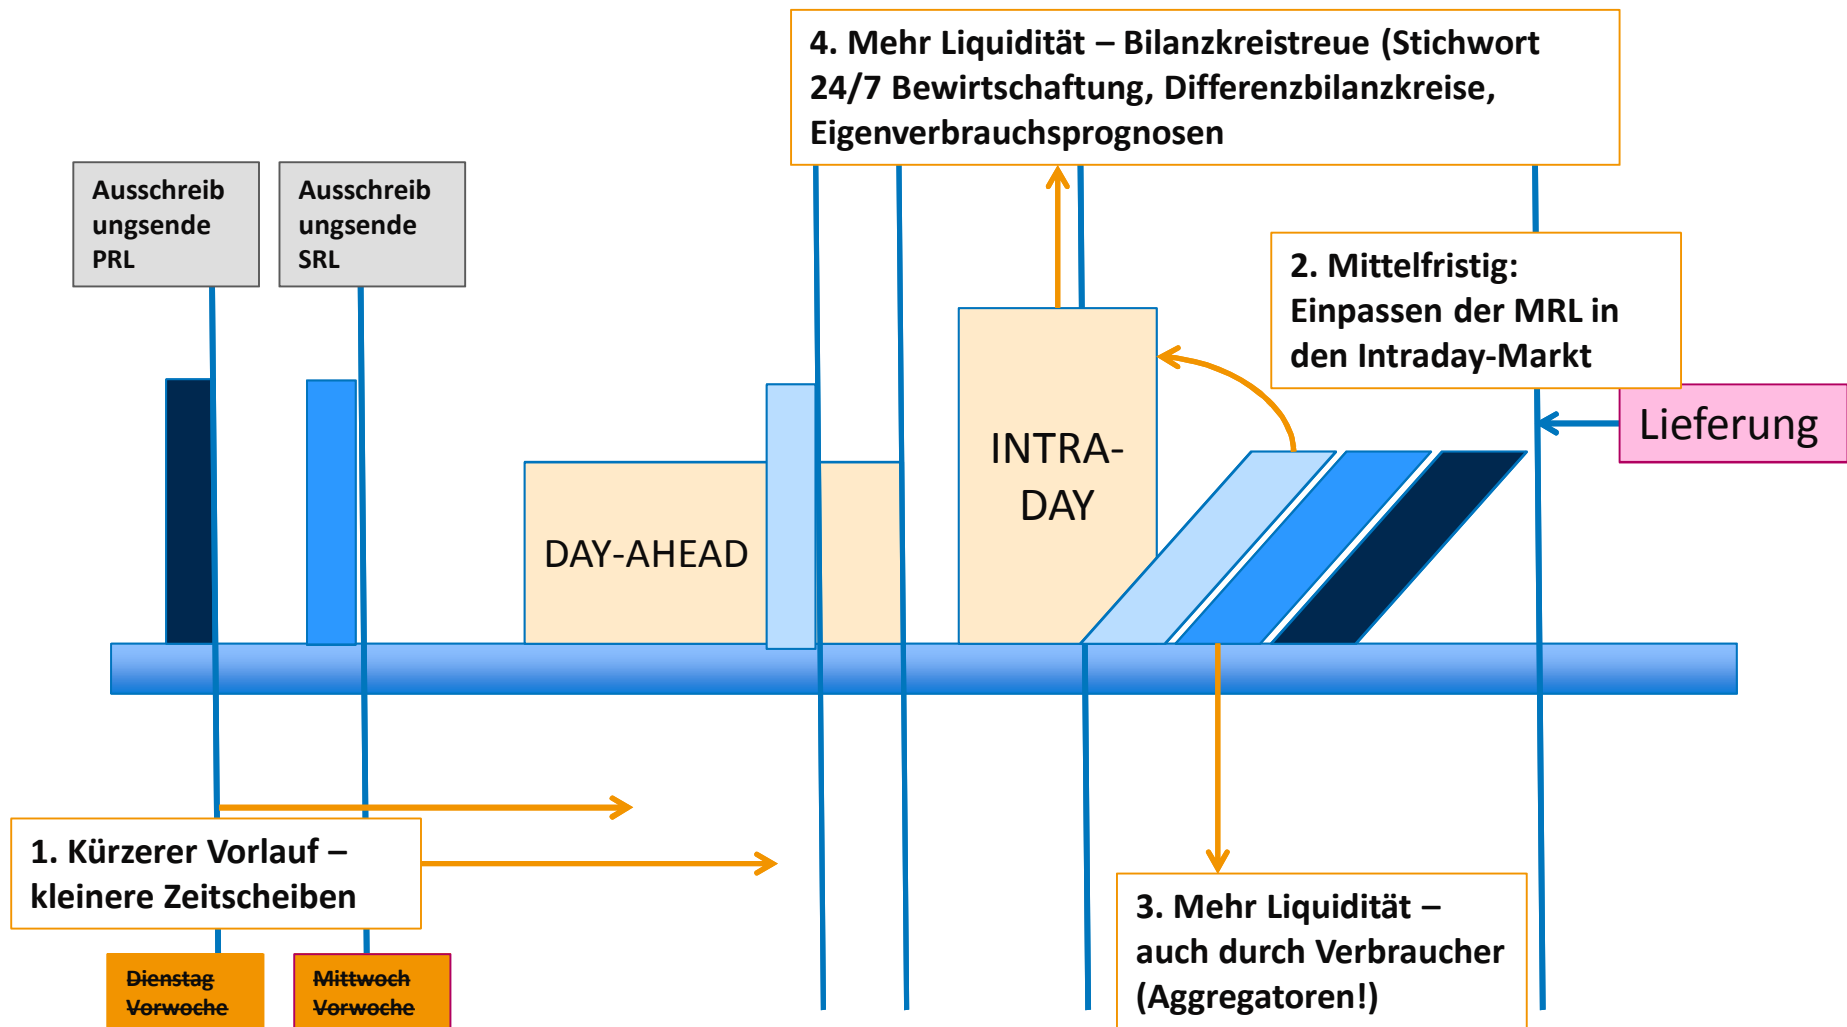 4. Mehr Liquidität – Bilanzkreistreue (Stichwort
24/7 Bewirtschaftung, Differenzbilanzkreise,
Eigenverbrauchsprognosen
Ausschreib
ungsende
PRL
Ausschreib
ungsende
SRL
2. Mittelfristig:
Einpassen der MRL in
den Intraday-Markt
Lieferung
INTRA-
DAY
DAY-AHEAD
1. Kürzerer Vorlauf –
kleinere Zeitscheiben
3. Mehr Liquidität –
auch durch Verbraucher
(Aggregatoren!)
Dienstag
Vorwoche
Mittwoch
Vorwoche